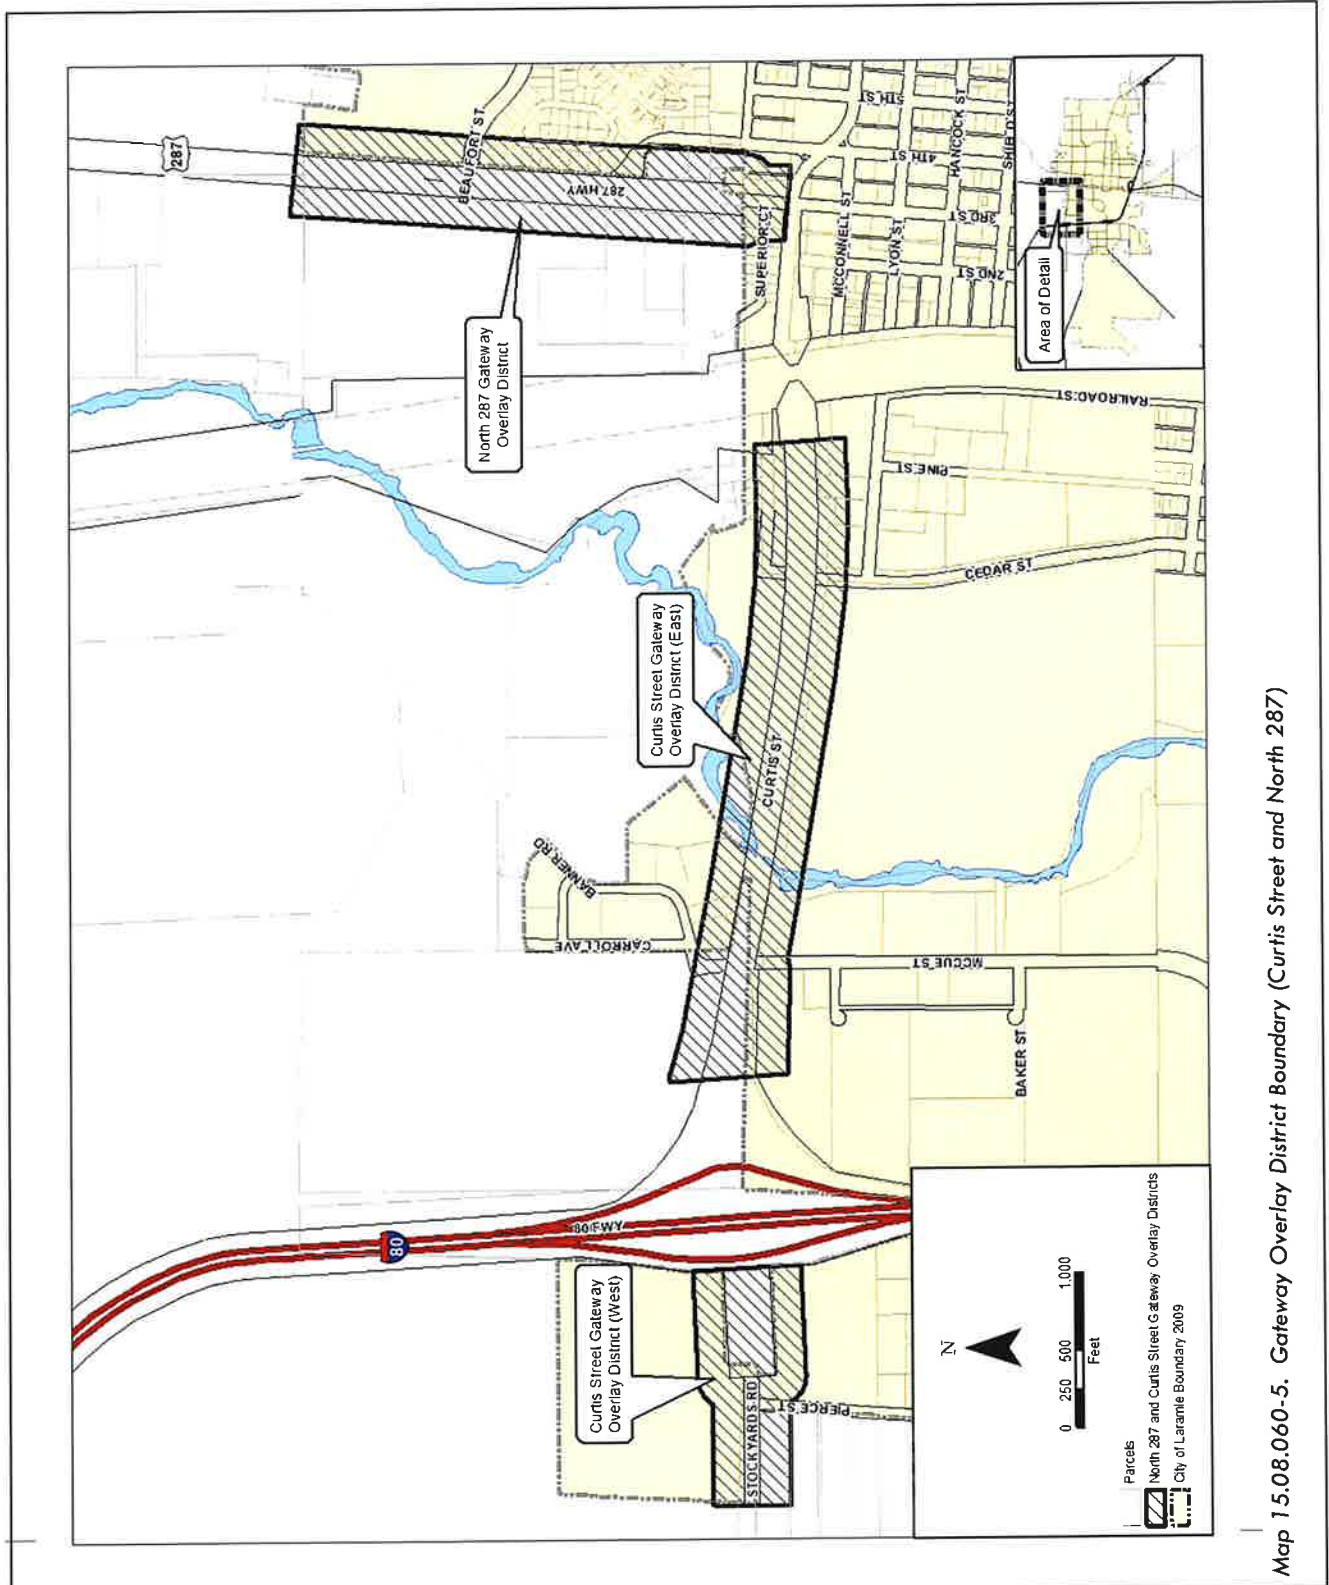 287
BEAUFORT ST
287 HWY
North 287 Gateway
Overlay District
SUPERIOR CT
MCCONNELL ST
LYON ST
HANCOCK ST
5TH ST
4TH ST
3RD ST
2ND ST
Area of Detail
RAILROAD ST
PINE ST
CEDAR ST
Curtis Street Gateway
Overlay District (East)
CURTIS ST
BANNER RD
CARROLL AVE
MCCUE ST
BAKER ST
80
80 FWY
Curtis Street Gateway
Overlay District (West)
STOCKYARDS RD
PIERCE ST
N
0 250 500 1,000
Feet
Parcels
North 287 and Curtis Street Gateway Overlay Districts
City of Laramie Boundary 2009
Map 15.08.060-5. Gateway Overlay District Boundary (Curtis Street and North 287)